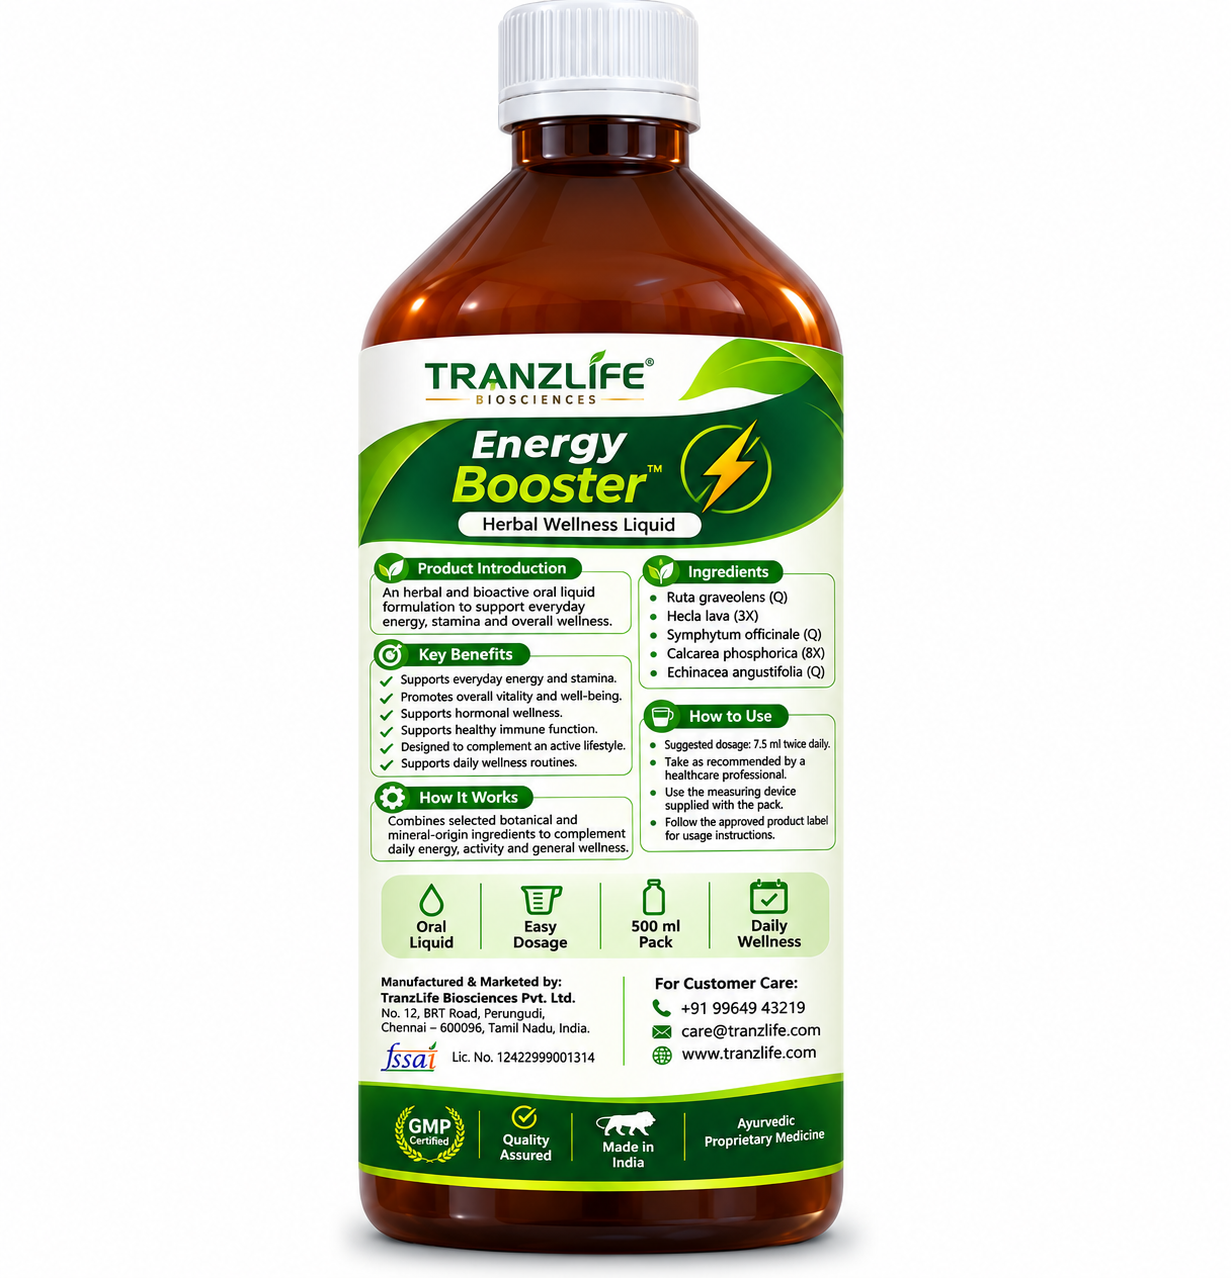 TRANZLIFE®
BIOSCIENCES
Energy
Booster™
Herbal Wellness Liquid
Product Introduction
An herbal and bioactive oral liquid
formulation to support everyday
energy, stamina and overall wellness.
Key Benefits
Supports everyday energy and stamina.
Promotes overall vitality and well-being.
Supports hormonal wellness.
Supports healthy immune function.
Designed to complement an active lifestyle.
Supports daily wellness routines.
How It Works
Combines selected botanical and
mineral-origin ingredients to complement
daily energy, activity and general wellness.
Ingredients
• Ruta graveolens (Q)
• Hecla lava (3X)
• Symphytum officinale (Q)
• Calcarea phosphorica (8X)
• Echinacea angustifolia (Q)
How to Use
• Suggested dosage: 7.5 ml twice daily.
• Take as recommended by a
healthcare professional.
• Use the measuring device
supplied with the pack.
• Follow the approved product label
for usage instructions.
Oral
Liquid
Easy
Dosage
500 ml
Pack
Daily
Wellness
Manufactured & Marketed by:
TranzLife Biosciences Pvt. Ltd.
No. 12, BRT Road, Perungudi,
Chennai – 600096, Tamil Nadu, India.
fssai Lic. No. 12422999001314
For Customer Care:
+91 99649 43219
care@tranzlife.com
www.tranzlife.com
GMP
Certified
Quality
Assured
Made in
India
Ayurvedic
Proprietary Medicine